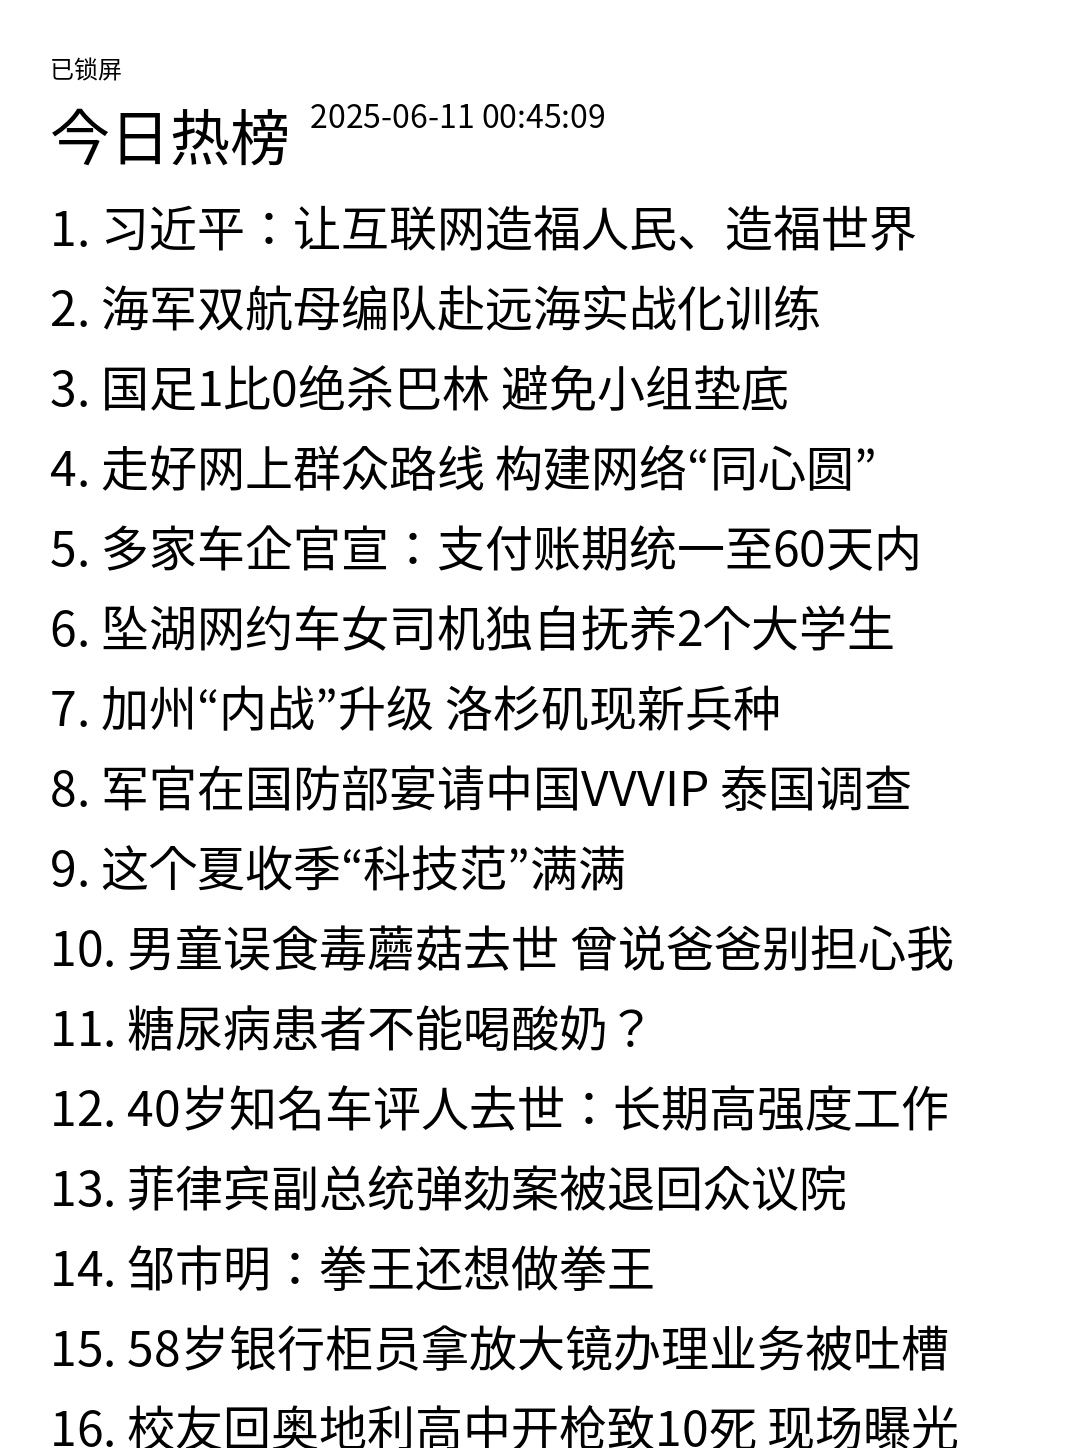 已锁屏
今日热榜 2025-06-11 00:45:09
1. 习近平：让互联网造福人民、造福世界
2. 海军双航母编队赴远海实战化训练
3. 国足1比0绝杀巴林 避免小组垫底
4. 走好网上群众路线 构建网络“同心圆”
5. 多家车企官宣：支付账期统一至60天内
6. 坠湖网约车女司机独自抚养2个大学生
7. 加州“内战”升级 洛杉矶现新兵种
8. 军官在国防部宴请中国VVVIP 泰国调查
9. 这个夏收季“科技范”满满
10. 男童误食毒蘑菇去世 曾说爸爸别担心我
11. 糖尿病患者不能喝酸奶？
12. 40岁知名车评人去世：长期高强度工作
13. 菲律宾副总统弹劾案被退回众议院
14. 邹市明：拳王还想做拳王
15. 58岁银行柜员拿放大镜办理业务被吐槽
16. 校友回奥地利高中开枪致10死 现场曝光